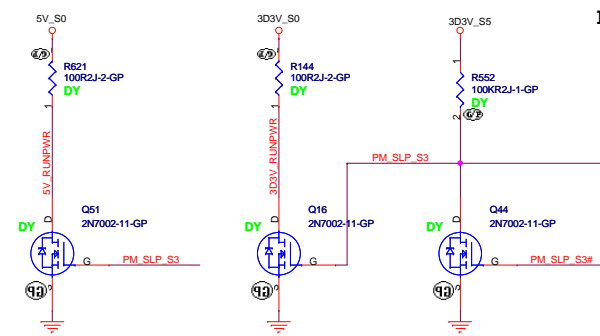 5V_S0
3D3V_S0
3D3V_S5
R621
100R2J-2-GP
DY
1
R144
100R2J-2-GP
DY
1
1
R552
100KR2J-1-GP
DY
2
5V_RUNPWR
3D3V_RUNPWR
PM_SLP_S3
Q51
2N7002-11-GP
DY
D
G
S
PM_SLP_S3
Q16
2N7002-11-GP
DY
D
G
S
Q44
2N7002-11-GP
DY
D
G
S
PM_SLP_S3#